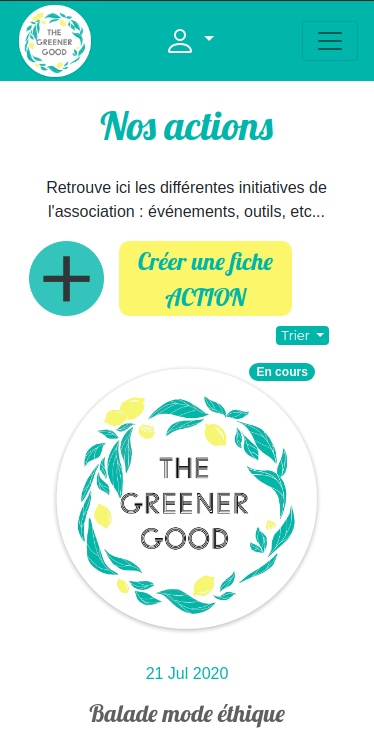 THE
GREENER
GOOD
Nos actions
Retrouve ici les différentes initiatives de
l'association : événements, outils, etc...
Créer une fiche
ACTION
Trier
En cours
THE
GREENER
GOOD
21 Jul 2020
Balade mode éthique